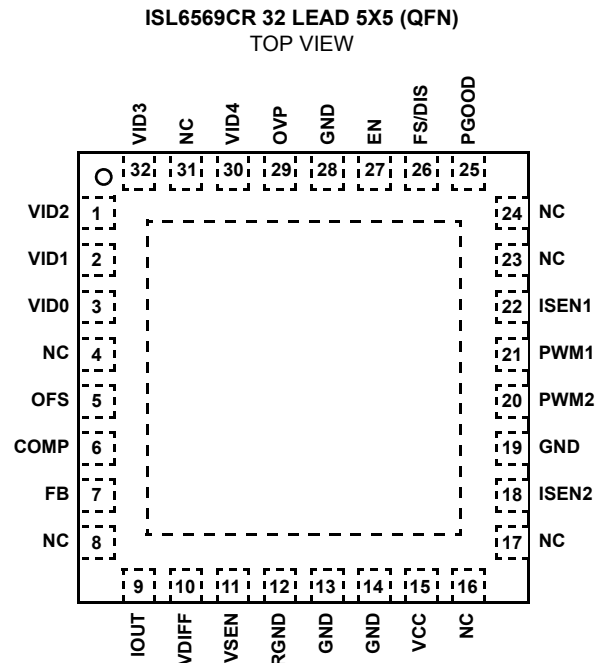 ISL6569CR 32 LEAD 5X5 (QFN)
TOP VIEW
VID3 NC VID4 OVP GND EN FS/DIS PGOOD
32 31 30 29 28 27 26 25
VID2 1 24 NC
VID1 2 23 NC
VID0 3 22 ISEN1
NC 4 21 PWM1
OFS 5 20 PWM2
COMP 6 19 GND
FB 7 18 ISEN2
NC 8 17 NC
9 10 11 12 13 14 15 16
IOUT VDIFF VSEN RGND GND GND VCC NC